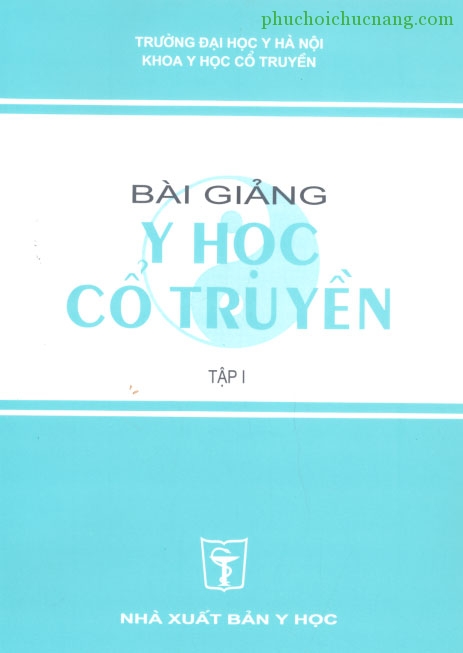 phuchoichucnang.com
TRƯỜNG ĐẠI HỌC Y HÀ NỘI
KHOA Y HỌC CỔ TRUYỀN
BÀI GIẢNG
Y HỌC
CỔ TRUYỀN
TẬP I
NHÀ XUẤT BẢN Y HỌC